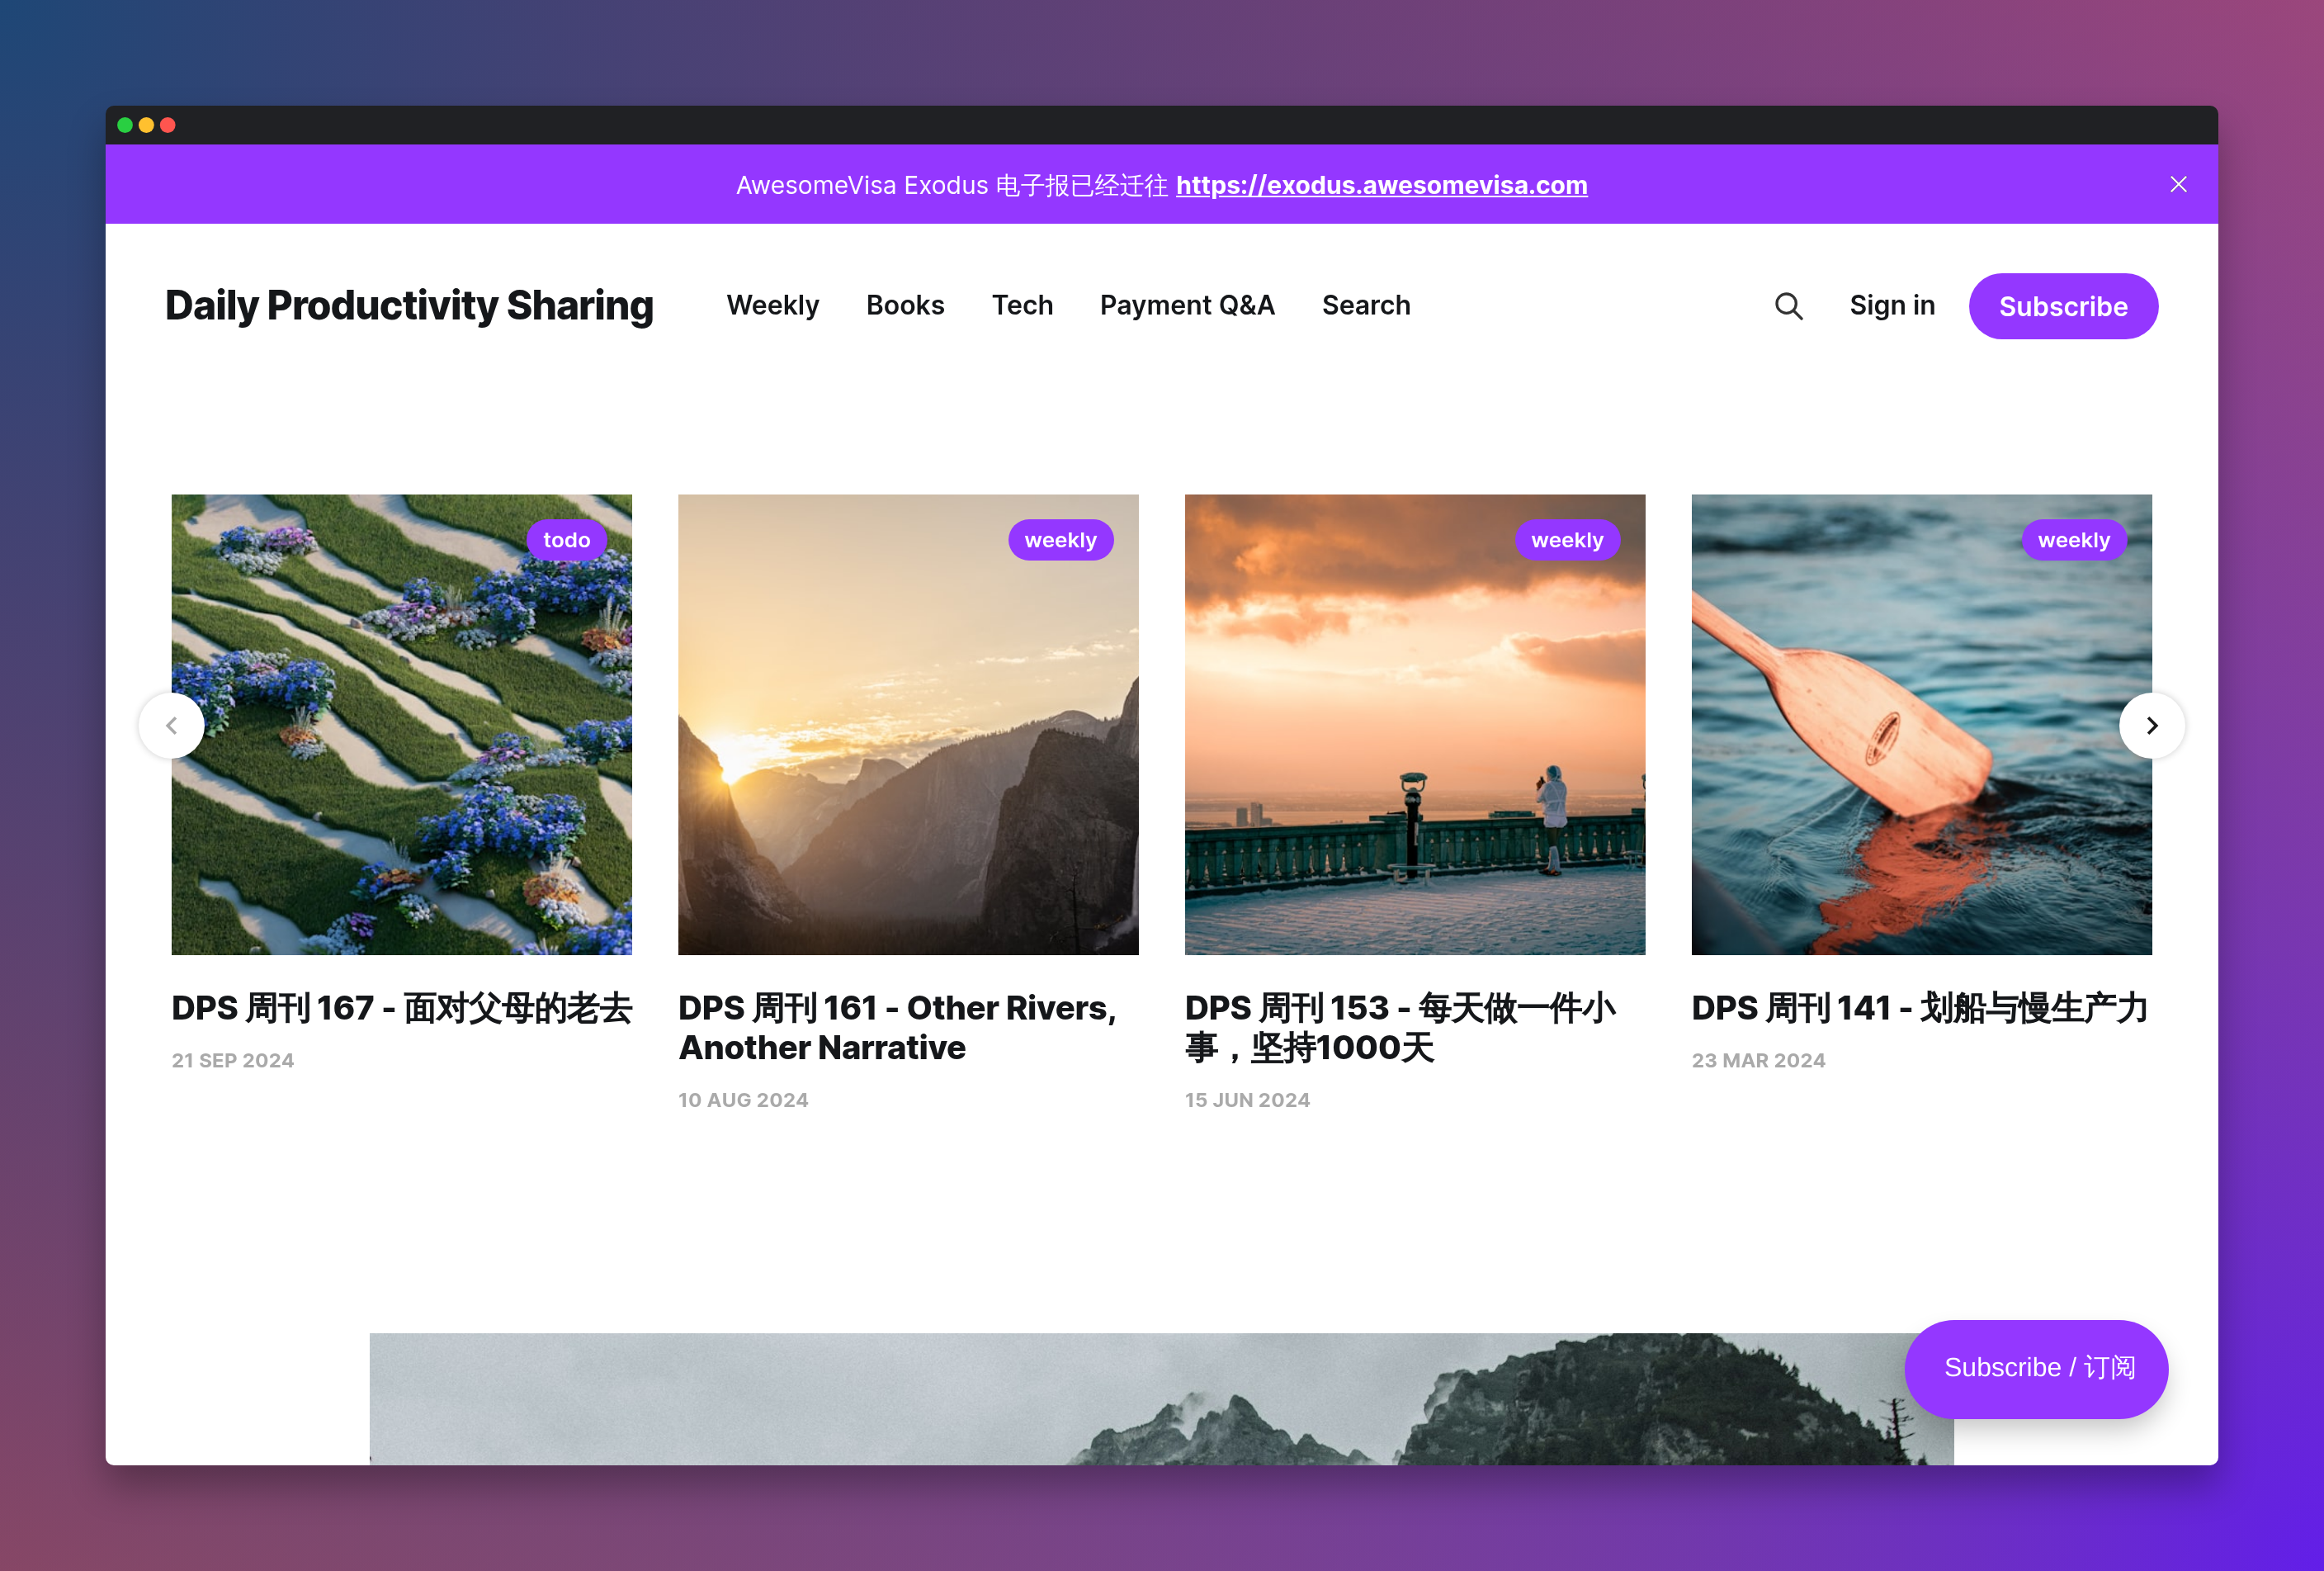 AwesomeVisa Exodus 电子报已经迁往 https://exodus.awesomevisa.com
Daily Productivity Sharing
Weekly
Books
Tech
Payment Q&A
Search
Sign in
Subscribe
todo
weekly
weekly
weekly
DPS 周刊 167 - 面对父母的老去
21 SEP 2024
DPS 周刊 161 - Other Rivers,
Another Narrative
10 AUG 2024
DPS 周刊 153 - 每天做一件小
事，坚持1000天
15 JUN 2024
DPS 周刊 141 - 划船与慢生产力
23 MAR 2024
Subscribe / 订阅